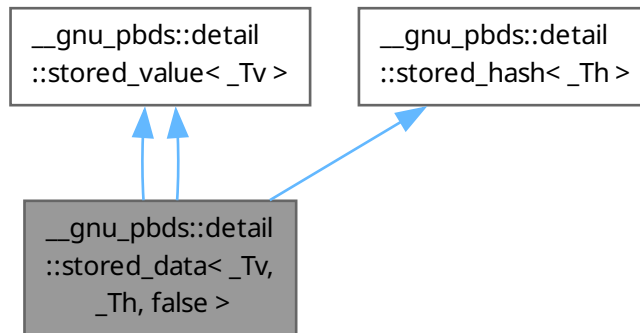 __gnu_pbds::detail
::stored_value< _Tv >
__gnu_pbds::detail
::stored_hash< _Th >
__gnu_pbds::detail
::stored_data< _Tv,
_Th, false >